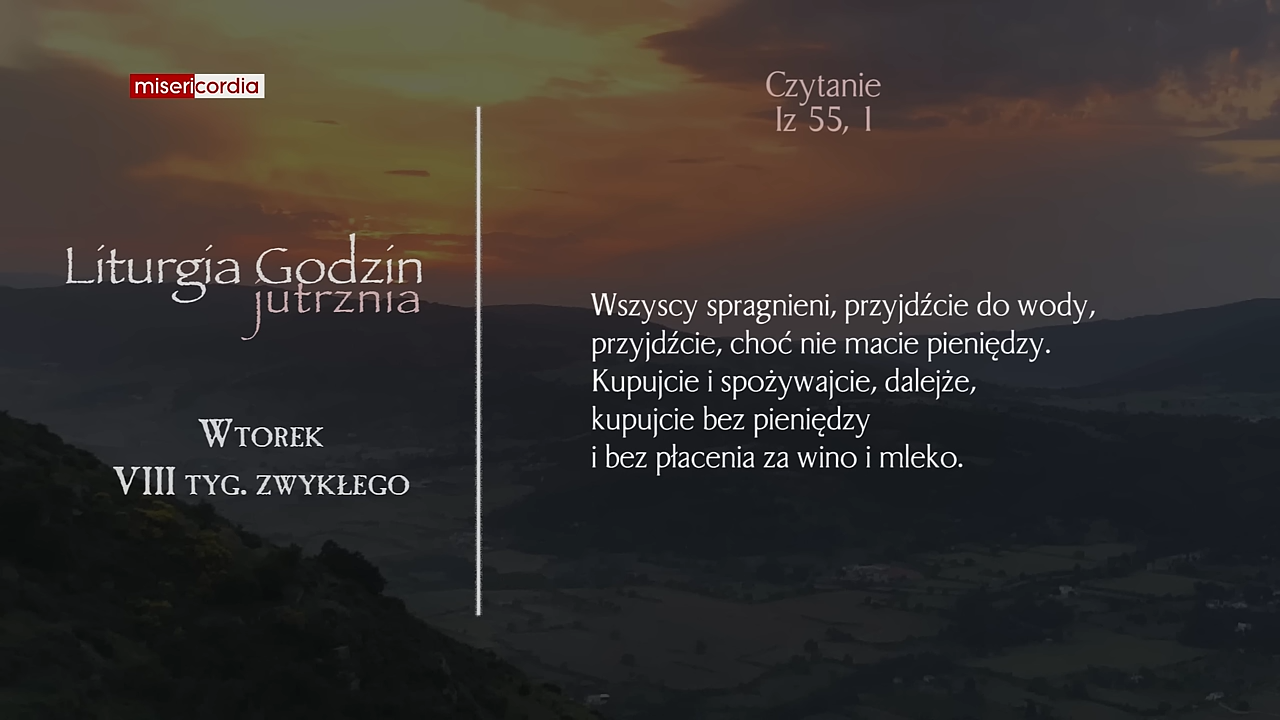 misericordia
Liturgia Godzin
jutrznia
Wtorek
VIII tyg. zwykłego
Czytanie
Iz 55, 1
Wszyscy spragnieni, przyjdźcie do wody,
przyjdźcie, choć nie macie pieniędzy.
Kupujcie i spożywajcie, dalejże,
kupujcie bez pieniędzy
i bez płacenia za wino i mleko.